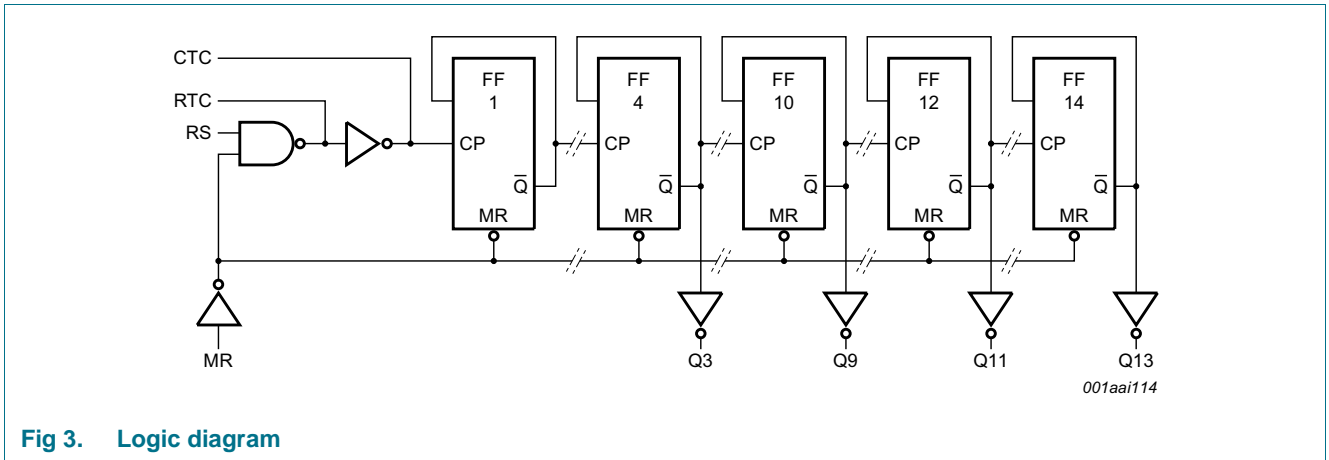 CTC
RTC
RS
FF
1
CP
Q̅
MR
FF
4
CP
Q̅
MR
FF
10
CP
Q̅
MR
FF
12
CP
Q̅
MR
FF
14
CP
Q̅
MR
MR
Q3
Q9
Q11
Q13
001aai114
Fig 3. Logic diagram